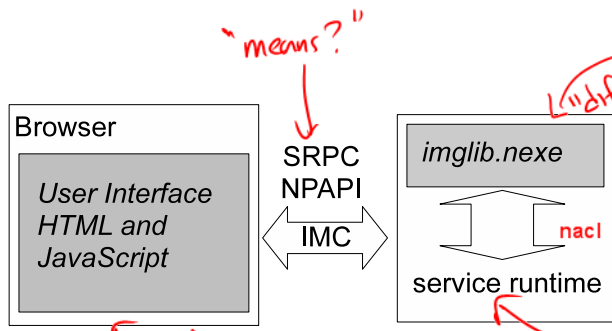 "means?"
Browser
User Interface
HTML and
JavaScript
SRPC
NPAPI
IMC
imglib.nexe
nacl
service runtime